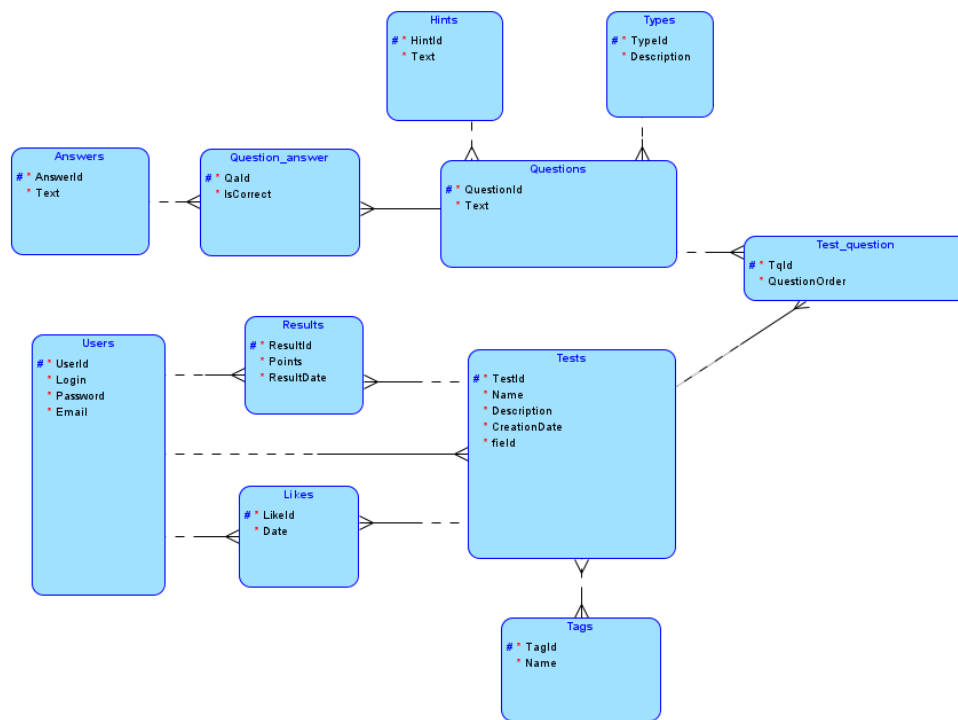 Hints
# * HintId
* Text
Types
# * TypeId
* Description
Answers
# * AnswerId
* Text
Question_answer
# * QaId
* IsCorrect
Questions
# * QuestionId
* Text
Test_question
# * TqId
* QuestionOrder
Users
# * UserId
* Login
* Password
* Email
Results
# * ResultId
* Points
* ResultDate
Tests
# * TestId
* Name
* Description
* CreationDate
* field
Likes
# * LikeId
* Date
Tags
# * TagId
* Name